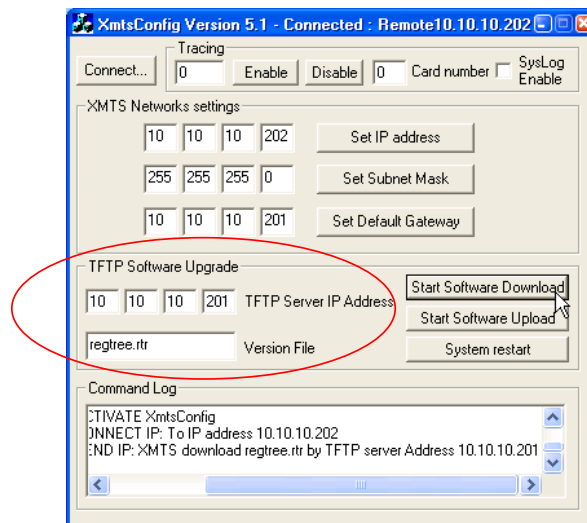 XmtsConfig Version 5.1 - Connected : Remote10.10.10.202
Connect...
Tracing
0 Enable Disable 0 Card number SysLog Enable
XMTS Networks settings
10 10 10 202 Set IP address
255 255 255 0 Set Subnet Mask
10 10 10 201 Set Default Gateway
TFTP Software Upgrade
10 10 10 201 TFTP Server IP Address
regtree.rtr Version File
Start Software Download
Start Software Upload
System restart
Command Log
CTIVATE XmtsConfig
ONNECT IP: To IP address 10.10.10.202
END IP: XMTS download regtree.rtr by TFTP server Address 10.10.10.201